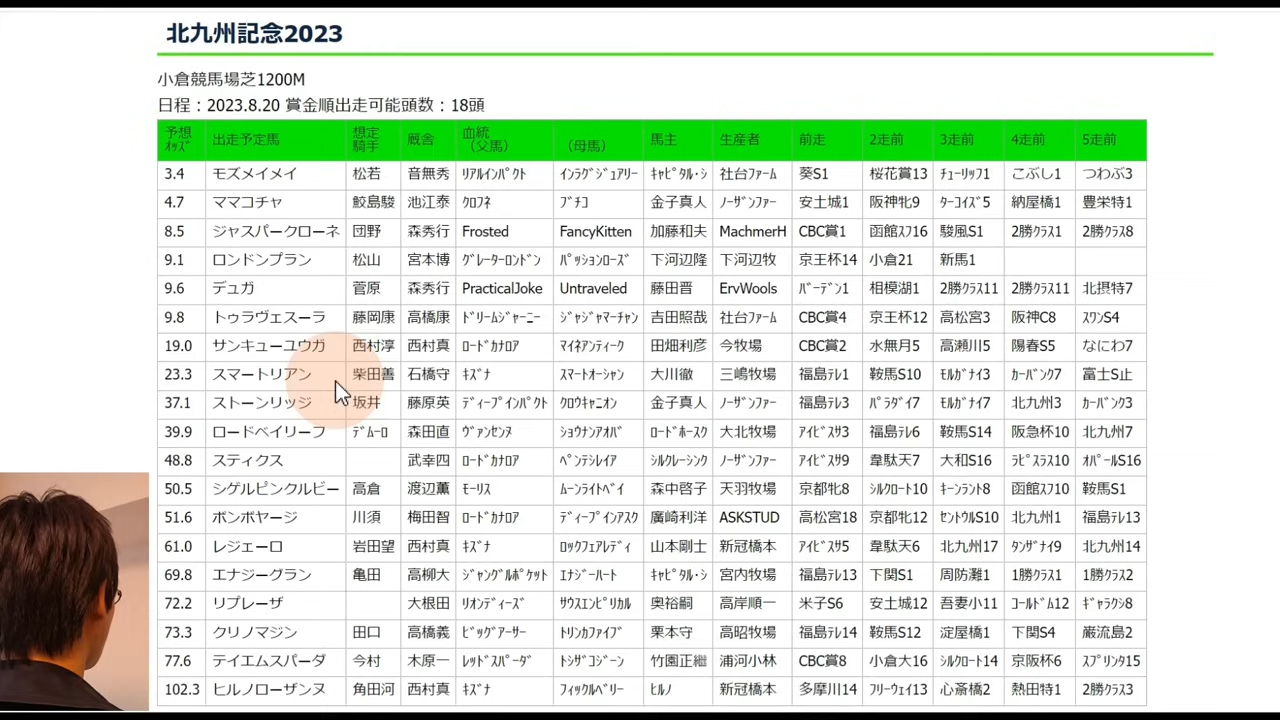 北九州記念2023
小倉競馬場芝1200M
日程：2023.8.20 賞金順出走可能頭数：18頭
予想ｵｯｽﾞ 出走予定馬 想定騎手 厩舎 血統（父馬） （母馬） 馬主 生産者 前走 2走前 3走前 4走前 5走前
3.4 モズメイメイ 松若 音無秀 ﾘｱﾙｲﾝﾊﾟｸﾄ ｲﾝﾗｸﾞｼﾞｭｱﾘｰ ｷｬﾋﾟﾀﾙ･ｼ 社台ﾌｧｰﾑ 葵S1 桜花賞13 ﾁｭｰﾘｯﾌ1 こぶし1 つわぶ3
4.7 ママコチャ 鮫島駿 池江泰 ｸﾛﾌﾈ ﾌﾞﾁｺ 金子真人 ﾉｰｻﾞﾝﾌｧｰ 安土城1 阪神牝9 ﾀｰｺｲｽﾞ5 納屋橋1 豊栄特1
8.5 ジャスパークローネ 団野 森秀行 Frosted FancyKitten 加藤和夫 MachmerH CBC賞1 函館ｽﾌ16 駿風S1 2勝ｸﾗｽ1 2勝ｸﾗｽ8
9.1 ロンドンプラン 松山 宮本博 ｸﾞﾚｰﾀｰﾛﾝﾄﾞﾝ ﾊﾟｯｼｮﾝﾛｰｽﾞ 下河辺隆 下河辺牧 京王杯14 小倉21 新馬1
9.6 デュガ 菅原 森秀行 PracticalJoke Untraveled 藤田晋 ErvWools ﾊﾞｰﾃﾞﾝ1 相模湖1 2勝ｸﾗｽ11 2勝ｸﾗｽ11 北摂特7
9.8 トゥラヴェスーラ 藤岡康 高橋康 ﾄﾞﾘｰﾑｼﾞｬｰﾆｰ ｼﾞｬｼﾞｬﾏｰﾁｬﾝ 吉田照哉 社台ﾌｧｰﾑ CBC賞4 京王杯12 高松宮3 阪神C8 ｽﾜﾝS4
19.0 サンキューユウガ 西村淳 西村真 ﾛｰﾄﾞｶﾅﾛｱ ﾏｲﾈｱﾝﾃｨｰｸ 田畑利彦 今牧場 CBC賞2 水無月5 高瀬川5 陽春S5 なにわ7
23.3 スマートリアン 柴田善 石橋守 ｷｽﾞﾅ ｽﾏｰﾄｵｰｼｬﾝ 大川徹 三嶋牧場 福島ﾃﾚ1 鞍馬S10 ﾓﾙｶﾞﾅｲ3 ｶｰﾊﾞﾝｸ7 富士S止
37.1 ストーンリッジ 坂井 藤原英 ﾃﾞｨｰﾌﾟｲﾝﾊﾟｸﾄ ｸﾛｳｷｬﾆｵﾝ 金子真人 ﾉｰｻﾞﾝﾌｧｰ 福島ﾃﾚ3 ﾊﾟﾗﾀﾞｲ7 ﾓﾙｶﾞﾅｲ7 北九州3 ｶｰﾊﾞﾝｸ3
39.9 ロードベイリーフ ﾃﾞﾑｰﾛ 森田直 ｳﾞｧﾝｾﾝﾇ ｼｮｳﾅﾝｱｵﾊﾞ ﾛｰﾄﾞﾎｰｽｸ 大北牧場 ｱｲﾋﾞｽｻ3 福島ﾃﾚ6 鞍馬S14 阪急杯10 北九州7
48.8 スティクス 武幸四 ﾛｰﾄﾞｶﾅﾛｱ ﾍﾟﾝﾃｼﾚｲｱ ｼﾙｸﾚｰｼﾝｸ ﾉｰｻﾞﾝﾌｧｰ ｱｲﾋﾞｽｻ9 韋駄天7 大和S16 ﾗﾋﾟｽﾗｽ10 ｵﾊﾟｰﾙS16
50.5 シゲルピンクルビー 高倉 渡辺薫 ﾓｰﾘｽ ﾑｰﾝﾗｲﾄﾍﾞｲ 森中啓子 天羽牧場 京都牝8 ｼﾙｸﾛｰﾄ10 ｷｰﾝﾗﾝﾄ8 函館ｽﾌ10 鞍馬S1
51.6 ボンボヤージ 川須 梅田智 ﾛｰﾄﾞｶﾅﾛｱ ﾃﾞｨｰﾌﾟｲﾝｱｽｸ 廣崎利洋 ASKSTUD 高松宮18 京都牝12 ｾﾝﾄｳﾙS10 北九州1 福島ﾃﾚ13
61.0 レジェーロ 岩田望 西村真 ｷｽﾞﾅ ﾛｯｸﾌｪｱﾚﾃﾞｨ 山本剛士 新冠橋本 ｱｲﾋﾞｽｻ5 韋駄天6 北九州17 ﾀﾝｻﾞﾅｲ9 北九州14
69.8 エナジーグラン 亀田 高柳大 ｼﾞｬﾝｸﾞﾙﾎﾟｹｯﾄ ｴﾅｼﾞｰﾊｰﾄ ｷｬﾋﾟﾀﾙ･ｼ 宮内牧場 福島ﾃﾚ13 下関S1 周防灘1 1勝ｸﾗｽ1 1勝ｸﾗｽ2
72.2 リプレーザ 大根田 ﾘｵﾝﾃﾞｨｰｽﾞ ｻｳｽｴﾝﾋﾟﾘｶﾙ 奥裕嗣 高岸順一 米子S6 安土城12 吾妻小11 ｺｰﾙﾄﾞﾑ12 ｷﾞｬﾗｸｼ8
73.3 クリノマジン 田口 高橋義 ﾋﾞｯｸﾞｱｰｻｰ ﾄﾘﾝｶﾌｧｲﾌﾞ 栗本守 高昭牧場 福島ﾃﾚ14 鞍馬S12 淀屋橋1 下関S4 巌流島2
77.6 テイエムスパーダ 今村 木原一 ﾚｯﾄﾞｽﾊﾟｰﾀﾞ ﾄｼｻﾞｺｼﾞｰﾝ 竹園正繼 浦河小林 CBC賞8 小倉大16 ｼﾙｸﾛｰﾄ14 京阪杯6 ｽﾌﾟﾘﾝﾀ15
102.3 ヒルノローザンヌ 角田河 西村真 ｷｽﾞﾅ ﾌｨｯｸﾙﾍﾞﾘｰ ﾋﾙﾉ 新冠橋本 多摩川14 ﾌﾘｰｳｪｲ13 心斎橋2 熱田特1 2勝ｸﾗｽ3